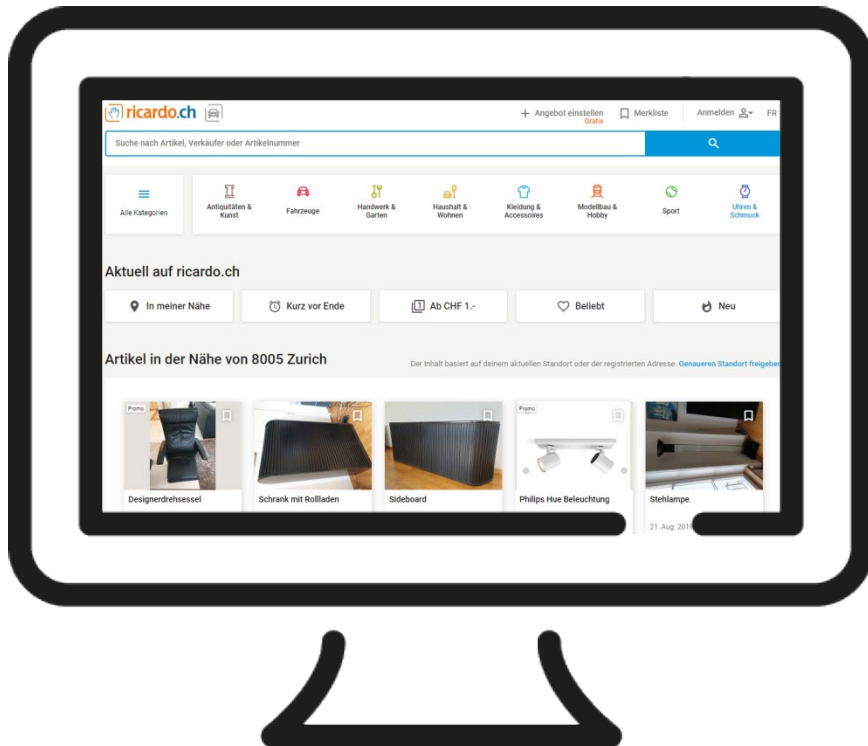 ricardo.ch
+ Angebot einstellen
Gratis
Merkliste
Anmelden
FR
Suche nach Artikel, Verkäufer oder Artikelnummer
Alle Kategorien
Antiquitäten &
Kunst
Fahrzeuge
Handwerk &
Garten
Haushalt &
Wohnen
Kleidung &
Accessoires
Modellbau &
Hobby
Sport
Uhren &
Schmuck
Aktuell auf ricardo.ch
In meiner Nähe
Kurz vor Ende
1
Ab CHF 1.-
Beliebt
Neu
Artikel in der Nähe von 8005 Zurich
Der Inhalt basiert auf deinem aktuellen Standort oder der registrierten Adresse. Genaueren Standort freigeben
Promo
Promo
Designerdrehsessel
Schrank mit Rollladen
Sideboard
Philips Hue Beleuchtung
Stehlampe
21. Aug. 2019